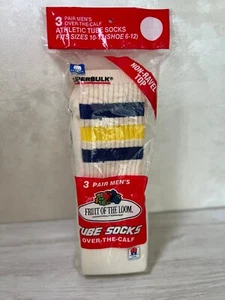 3 PAIR MEN'S
OVER-THE-CALF
ATHLETIC TUBE SOCKS
FITS SIZES 10-13 (SHOE 6-12)
NON-RAVEL
TOP
3 PAIR MEN'S
FRUIT OF THE LOOM
TUBE SOCKS
OVER-THE-CALF